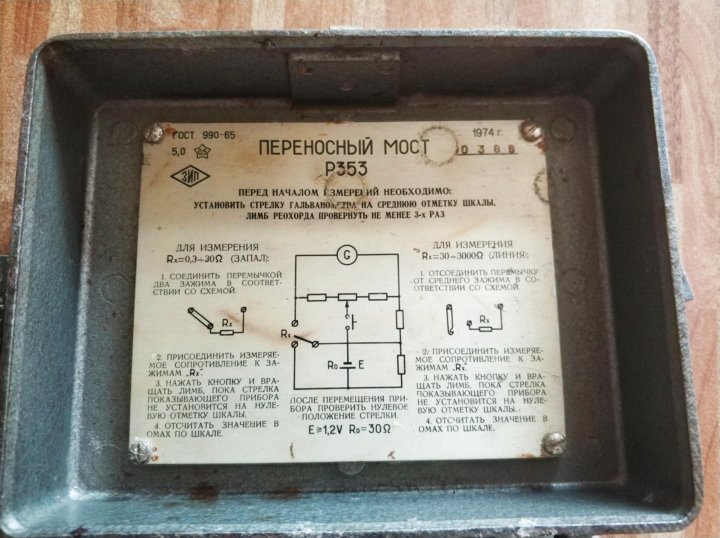 ГОСТ 990-65
1974 г.
5,0
0,5
ПЕРЕНОСНЫЙ МОСТ
0388
Р353
ЗИП
ПЕРЕД НАЧАЛОМ ИЗМЕРЕНИЙ НЕОБХОДИМО:
УСТАНОВИТЬ СТРЕЛКУ ГАЛЬВАНОМЕТРА НА СРЕДНЮЮ ОТМЕТКУ ШКАЛЫ,
ЛИМБ РЕОХОРДА ПРОВЕРНУТЬ НЕ МЕНЕЕ 3-х РАЗ
ДЛЯ ИЗМЕРЕНИЯ
Rx=0,3÷30Ω (ЗАПАЛ):
1. СОЕДИНИТЬ ПЕРЕМЫЧКОЙ
ДВА ЗАЖИМА В СООТВЕТ-
СТВИИ СО СХЕМОЙ.
Rx
2. ПРИСОЕДИНИТЬ ИЗМЕРЯЕ-
МОЕ СОПРОТИВЛЕНИЕ К ЗА-
ЖИМАМ „Rx"
3. НАЖАТЬ КНОПКУ И ВРА-
ЩАТЬ ЛИМБ, ПОКА СТРЕЛКА
ПОКАЗЫВАЮЩЕГО ПРИБОРА
НЕ УСТАНОВИТСЯ НА НУЛЕ-
ВУЮ ОТМЕТКУ ШКАЛЫ.
4. ОТСЧИТАТЬ ЗНАЧЕНИЕ В
ОМАХ ПО ШКАЛЕ.
G
Rx
R₀
E
ПОСЛЕ ПЕРЕМЕЩЕНИЯ ПРИ-
БОРА ПРОВЕРИТЬ НУЛЕВОЕ
ПОЛОЖЕНИЕ СТРЕЛКИ.
E≥1,2V R₀=30Ω
ДЛЯ ИЗМЕРЕНИЯ
Rx=30÷3000Ω (ЛИНИЯ):
1. ОТСОЕДИНИТЬ ПЕРЕМЫЧКУ
ОТ СРЕДНЕГО ЗАЖИМА В СО-
ОТВЕТСТВИИ СО СХЕМОЙ.
Rx
2. ПРИСОЕДИНИТЬ ИЗМЕРЯЕ-
МОЕ СОПРОТИВЛЕНИЕ К ЗА-
ЖИМАМ „Rx"
3. НАЖАТЬ КНОПКУ И ВРА-
ЩАТЬ ЛИМБ, ПОКА СТРЕЛКА
ПОКАЗЫВАЮЩЕГО ПРИБОРА
НЕ УСТАНОВИТСЯ НА НУЛЕ-
ВУЮ ОТМЕТКУ ШКАЛЫ.
4. ОТСЧИТАТЬ ЗНАЧЕНИЕ В
ОМАХ ПО ШКАЛЕ.